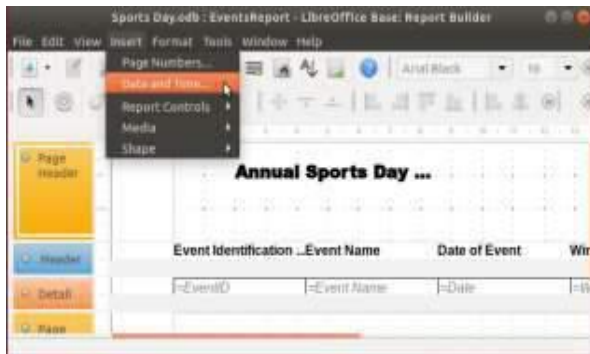 Sports Day.odb : EventsReport - LibreOffice Base: Report Builder
File Edit View Insert Format Tools Window Help
Page Numbers...
Date and Time...
Report Controls
Media
Shape
Arial Black
Page Header
Annual Sports Day ...
Header
Event Identification ... Event Name Date of Event Win
Detail
=EventID =Event Name =Date =W
Page